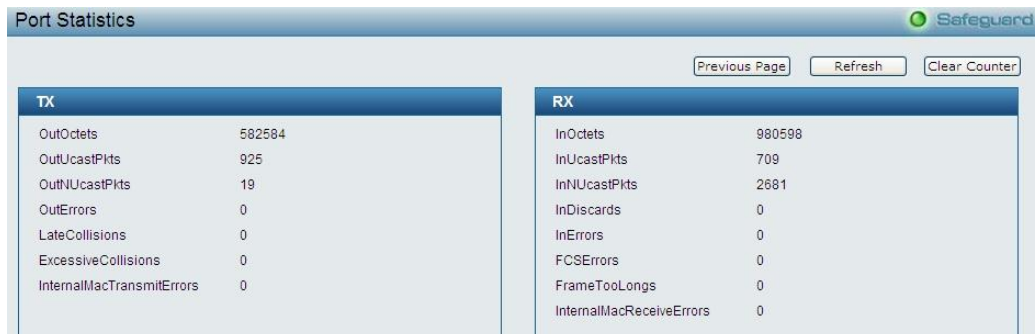 Port Statistics
Safeguard
Previous Page Refresh Clear Counter
TX
OutOctets 582584
OutUcastPkts 925
OutNUcastPkts 19
OutErrors 0
LateCollisions 0
ExcessiveCollisions 0
InternalMacTransmitErrors 0
RX
InOctets 980598
InUcastPkts 709
InNUcastPkts 2681
InDiscards 0
InErrors 0
FCSErrors 0
FrameTooLongs 0
InternalMacReceiveErrors 0